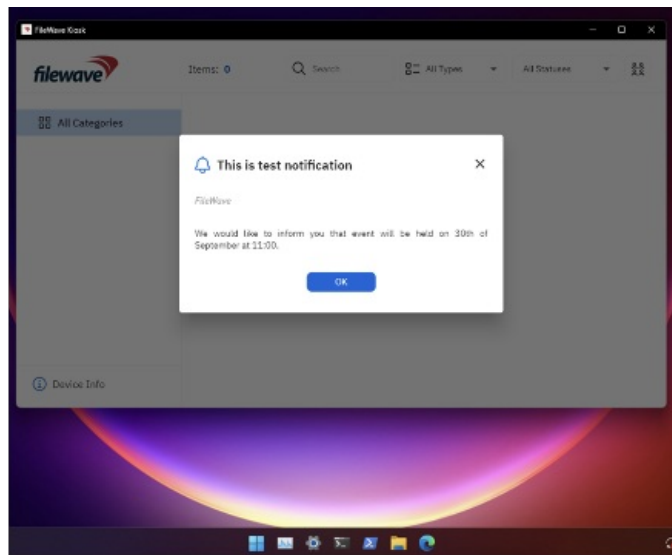 FileWave Kiosk
filewave
Items: 0
Search
All Types
All Statuses
All Categories
This is test notification
FileWave
We would like to inform you that event will be held on 30th of
September at 11:00.
OK
Device Info